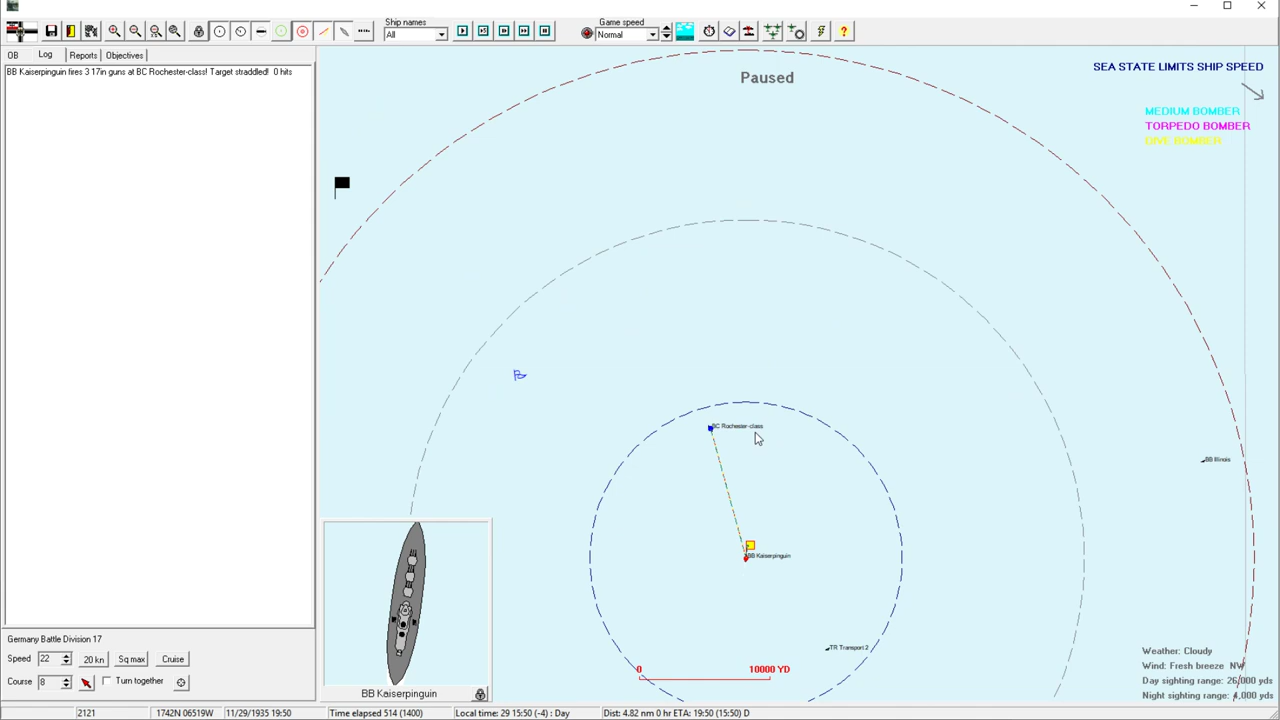 Ship names
Game speed
All
Normal
OB
Log
Reports
Objectives
BB Kaiserpinguin fires 3 17in guns at BC Rochester-class! Target straddled! 0 hits
Paused
SEA STATE LIMITS SHIP SPEED
MEDIUM BOMBER
TORPEDO BOMBER
DIVE BOMBER
BC Rochester-class
BB Illinois
BB Kaiserpinguin
TR Transport 2
0
10000 YD
Germany Battle Division 17
Speed
22
20 kn
Sq max
Cruise
Course
8
Turn together
BB Kaiserpinguin
Weather: Cloudy
Wind: Fresh breeze NW
Day sighting range: 26,000 yds
Night sighting range: 4,000 yds
2121
1742N 06519W
11/29/1935 19:50
Time elapsed 514 (1400)
Local time: 29 15:50 (-4) : Day
Dist: 4.82 nm 0 hr ETA: 19:50 (15:50) D